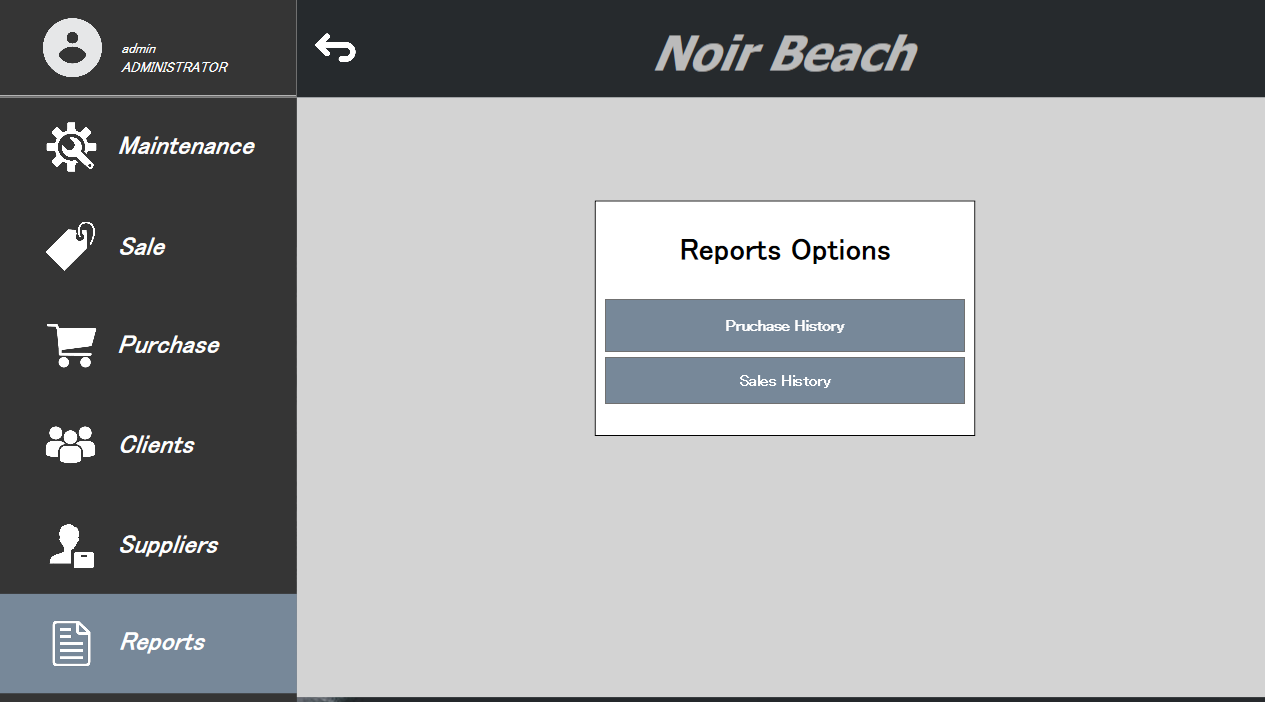 admin
ADMINISTRATOR
Noir Beach
Maintenance
Sale
Purchase
Clients
Suppliers
Reports
Reports Options
Pruchase History
Sales History